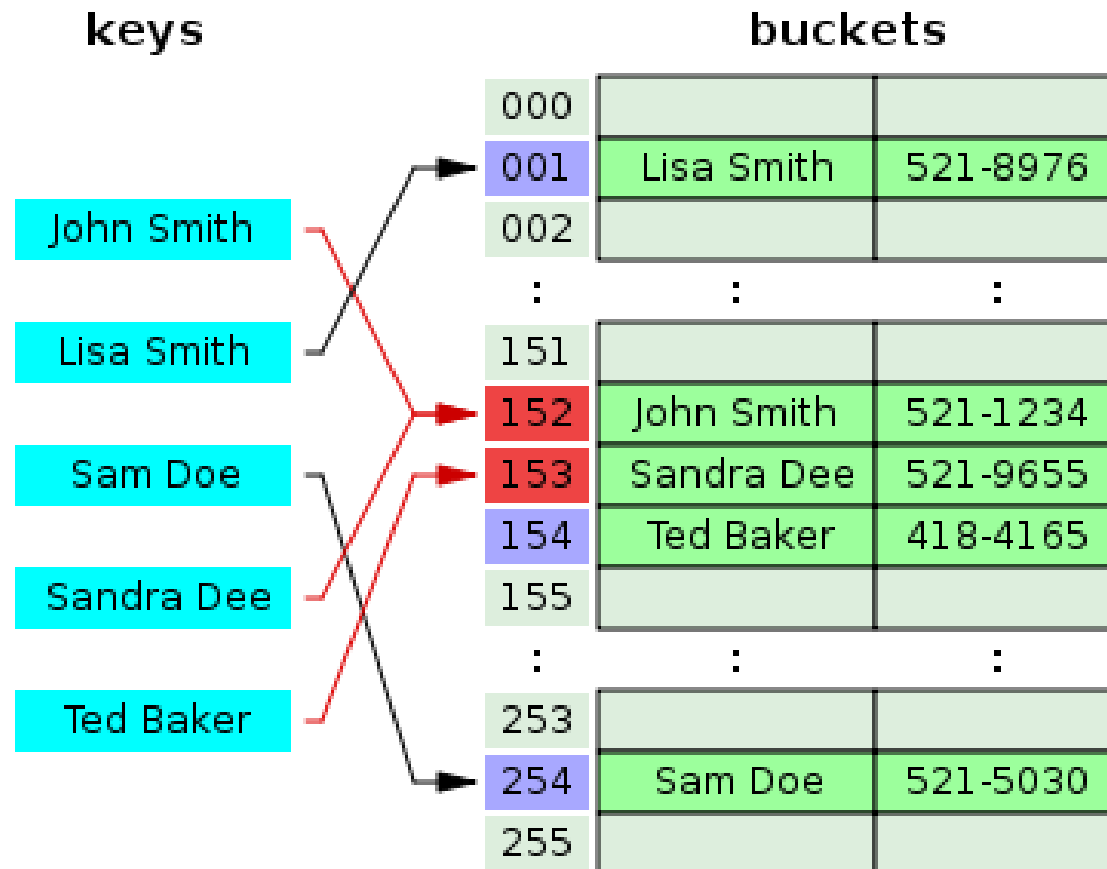 keys
buckets
000
001 Lisa Smith 521-8976
002
: : :
151
152 John Smith 521-1234
153 Sandra Dee 521-9655
154 Ted Baker 418-4165
155
: : :
253
254 Sam Doe 521-5030
255
John Smith
Lisa Smith
Sam Doe
Sandra Dee
Ted Baker